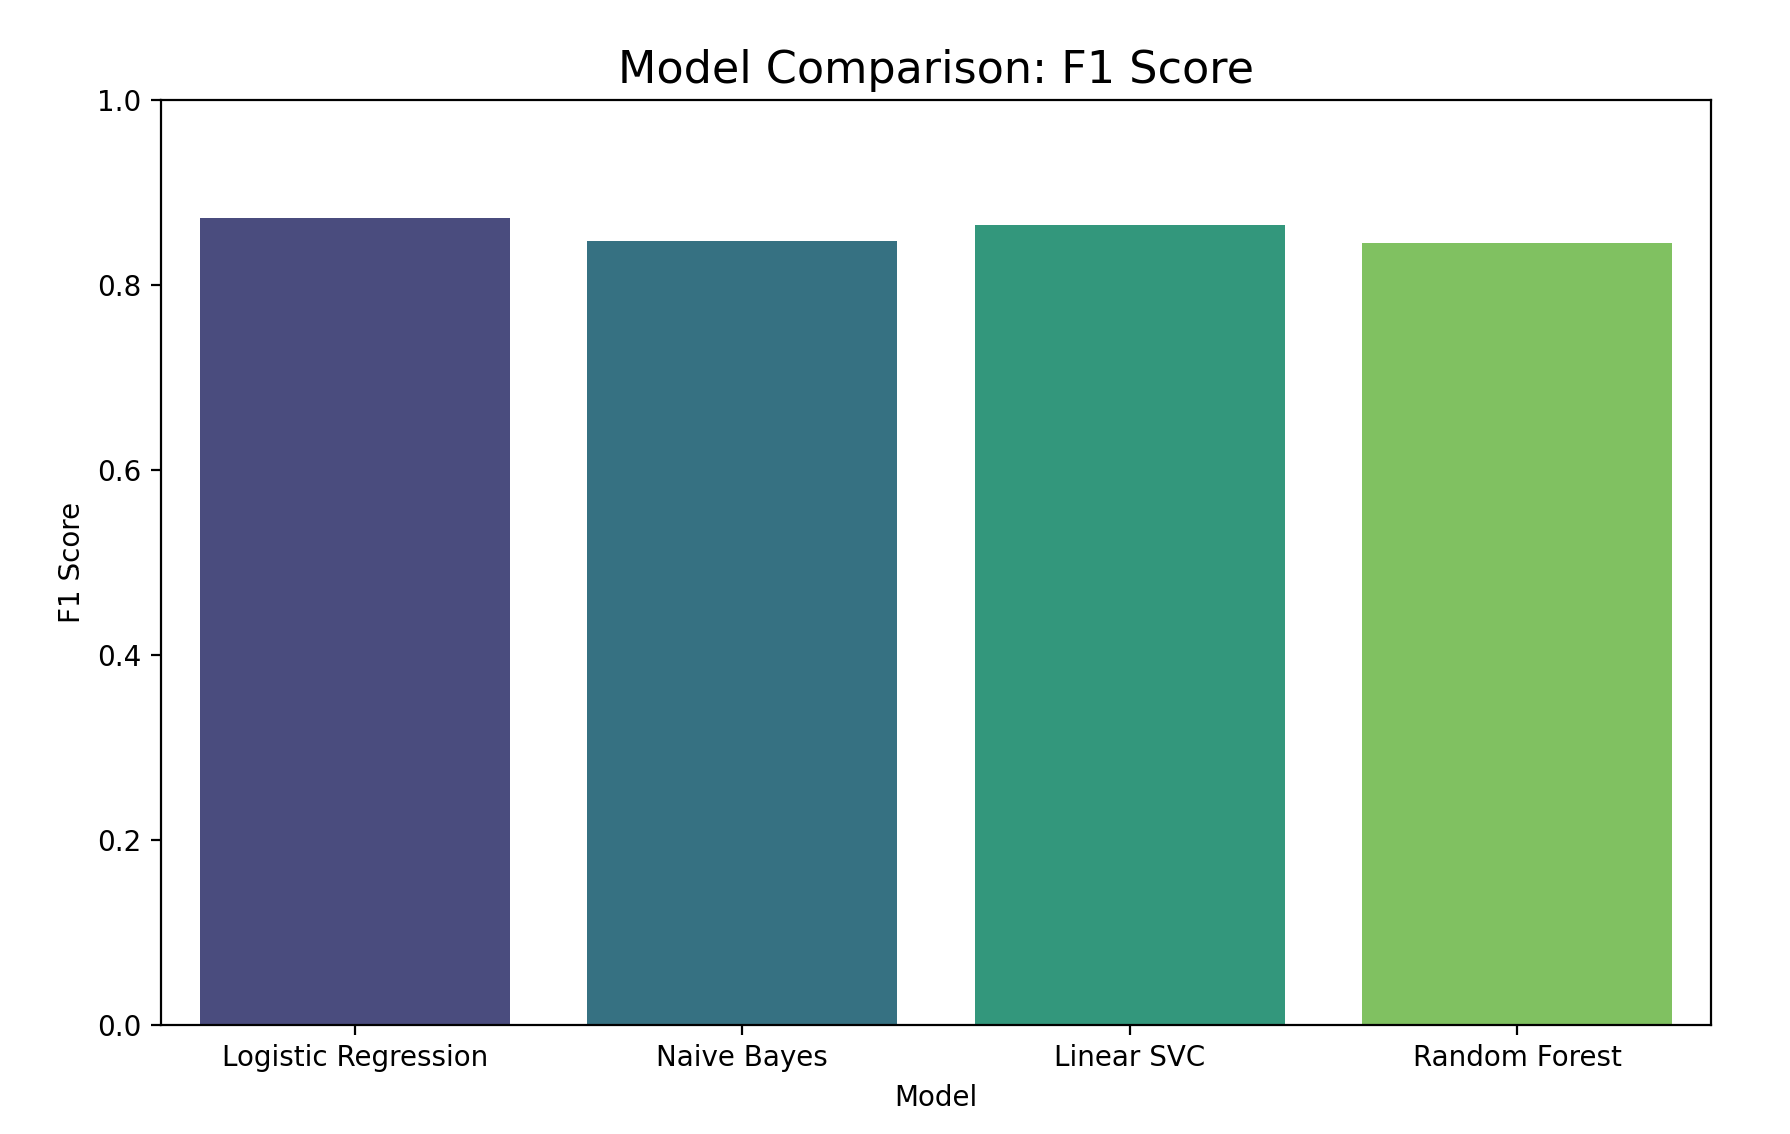 Model Comparison: F1 Score
1.0
0.8
0.6
0.4
0.2
0.0
F1 Score
Logistic Regression
Naive Bayes
Linear SVC
Random Forest
Model